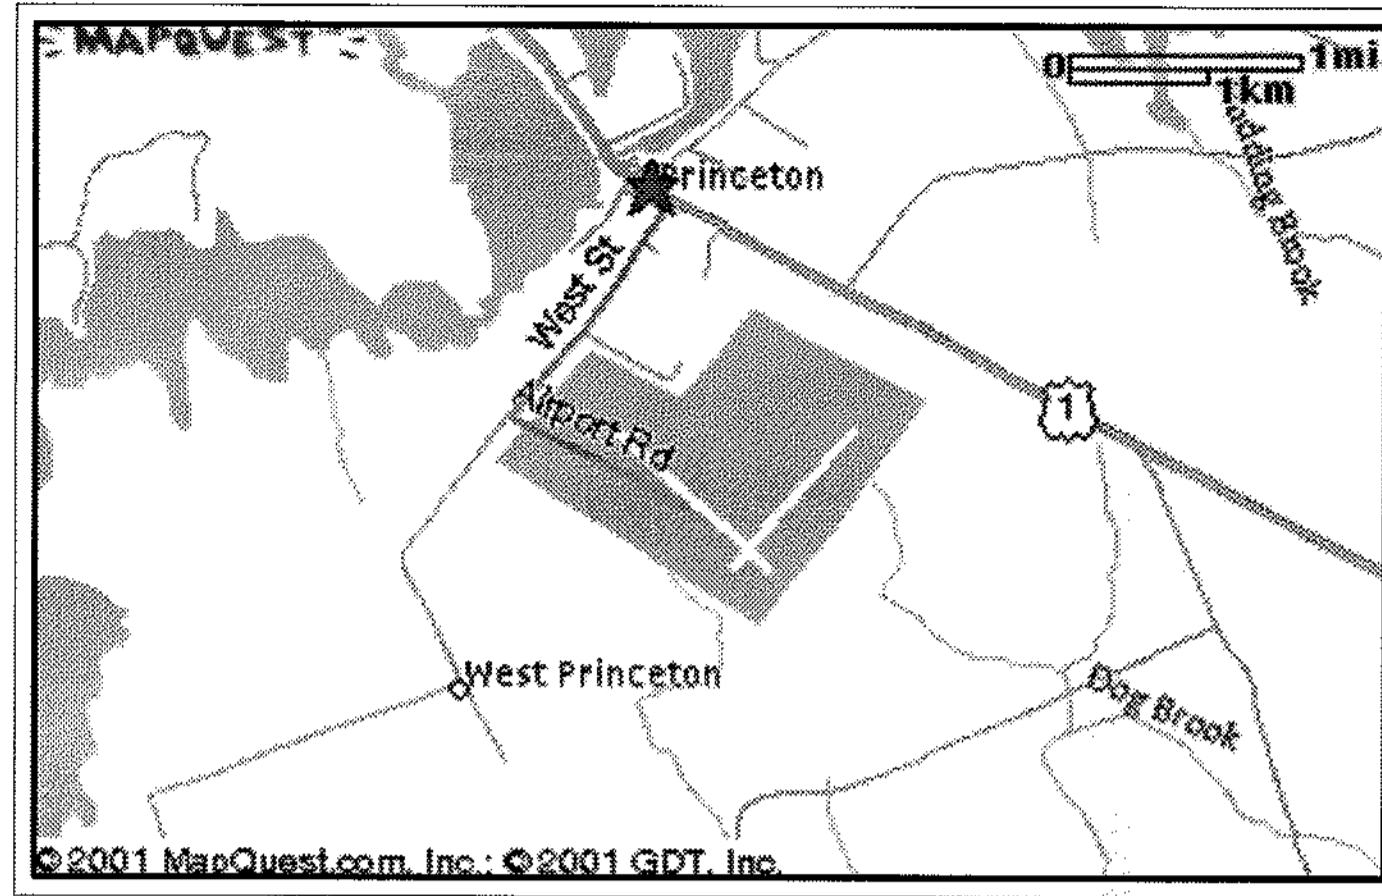 MAPQUEST
0 1mi
1km
Princeton
West St
Airport Rd
1
West Princeton
Dog Brook
Brook
©2001 MapQuest.com, Inc.; ©2001 GDT, Inc.